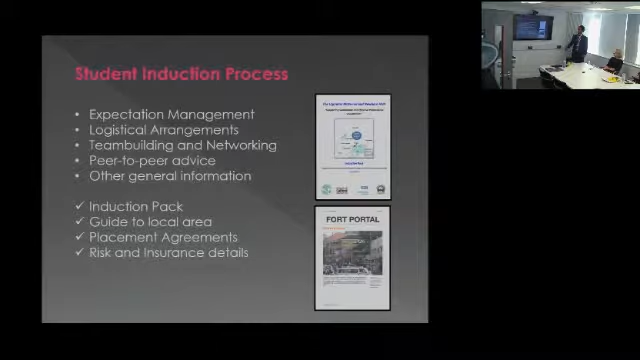 Student Induction Process
• Expectation Management
• Logistical Arrangements
• Teambuilding and Networking
• Peer-to-peer advice
• Other general information
✓ Induction Pack
✓ Guide to local area
✓ Placement Agreements
✓ Risk and Insurance details
FORT PORTAL